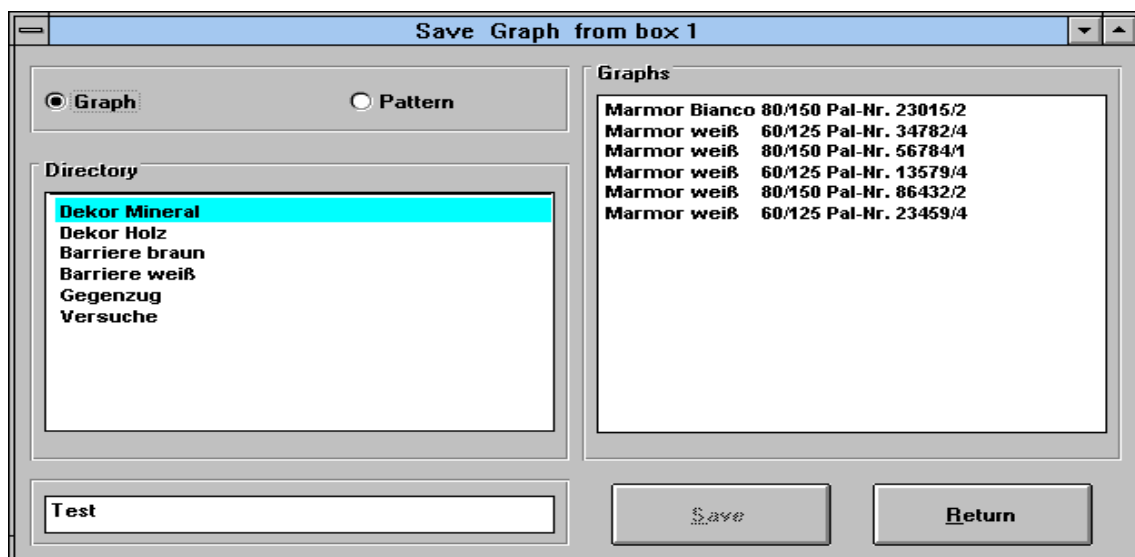 Save Graph from box 1
Graph
Pattern
Directory
Dekor Mineral
Dekor Holz
Barriere braun
Barriere weiß
Gegenzug
Versuche
Test
Graphs
Marmor Bianco 80/150 Pal-Nr. 23015/2
Marmor weiß 60/125 Pal-Nr. 34782/4
Marmor weiß 80/150 Pal-Nr. 56784/1
Marmor weiß 60/125 Pal-Nr. 13579/4
Marmor weiß 80/150 Pal-Nr. 86432/2
Marmor weiß 60/125 Pal-Nr. 23459/4
Save
Return